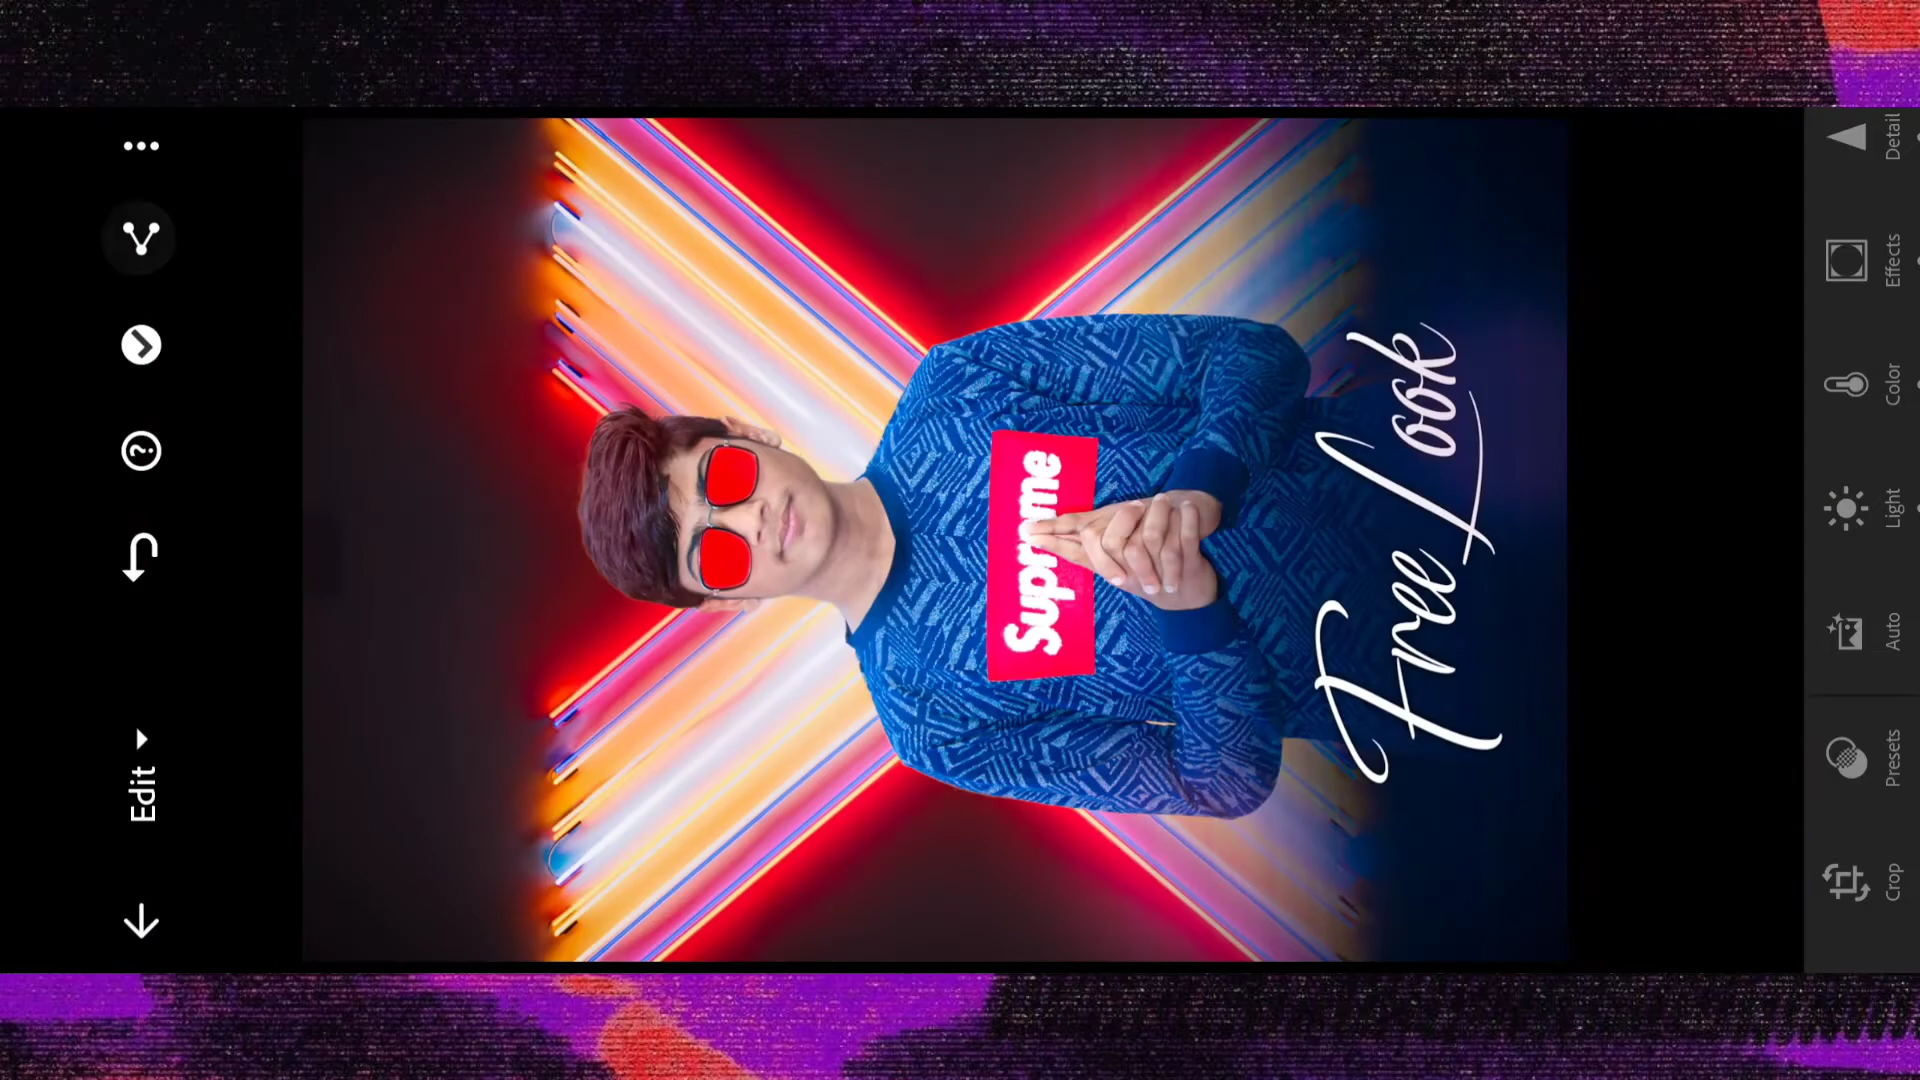 Edit
Supreme
Free Look
Crop
Presets
Auto
Light
Color
Effects
Detail